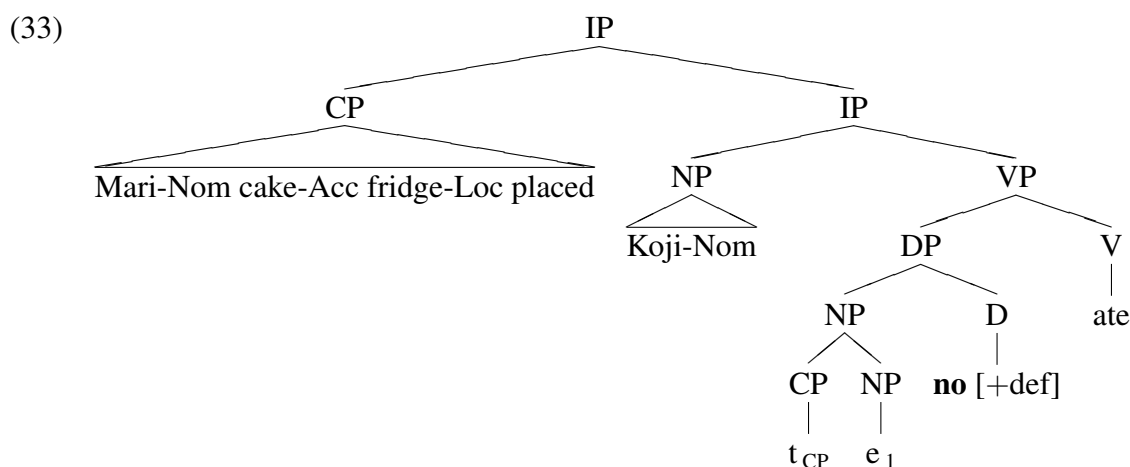 (33) IP
CP IP
Mari-Nom cake-Acc fridge-Loc placed NP VP
Koji-Nom DP V
NP D ate
CP NP no [+def]
t CP e 1